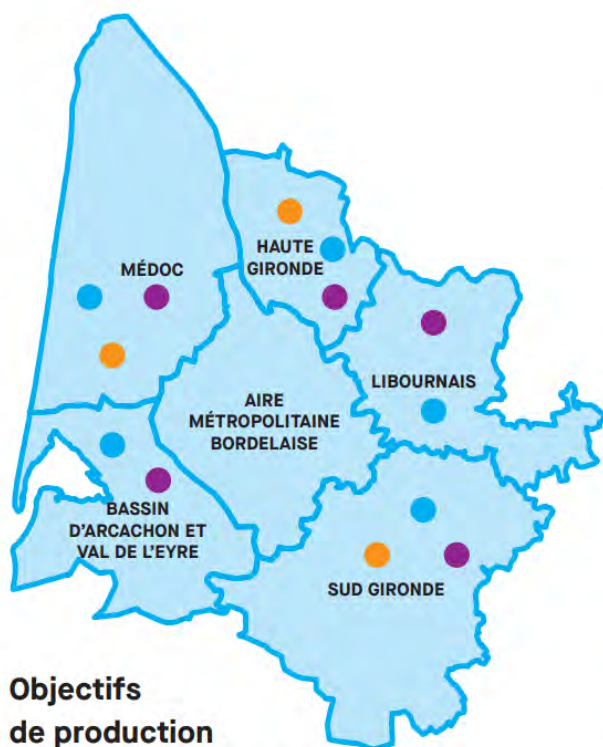 HAUTE
GIRONDE
MÉDOC
LIBOURNAIS
AIRE
MÉTROPOLITAINE
BORDELAISE
BASSIN
D'ARCACHON ET
VAL DE L'EYRE
SUD GIRONDE
Objectifs
de production